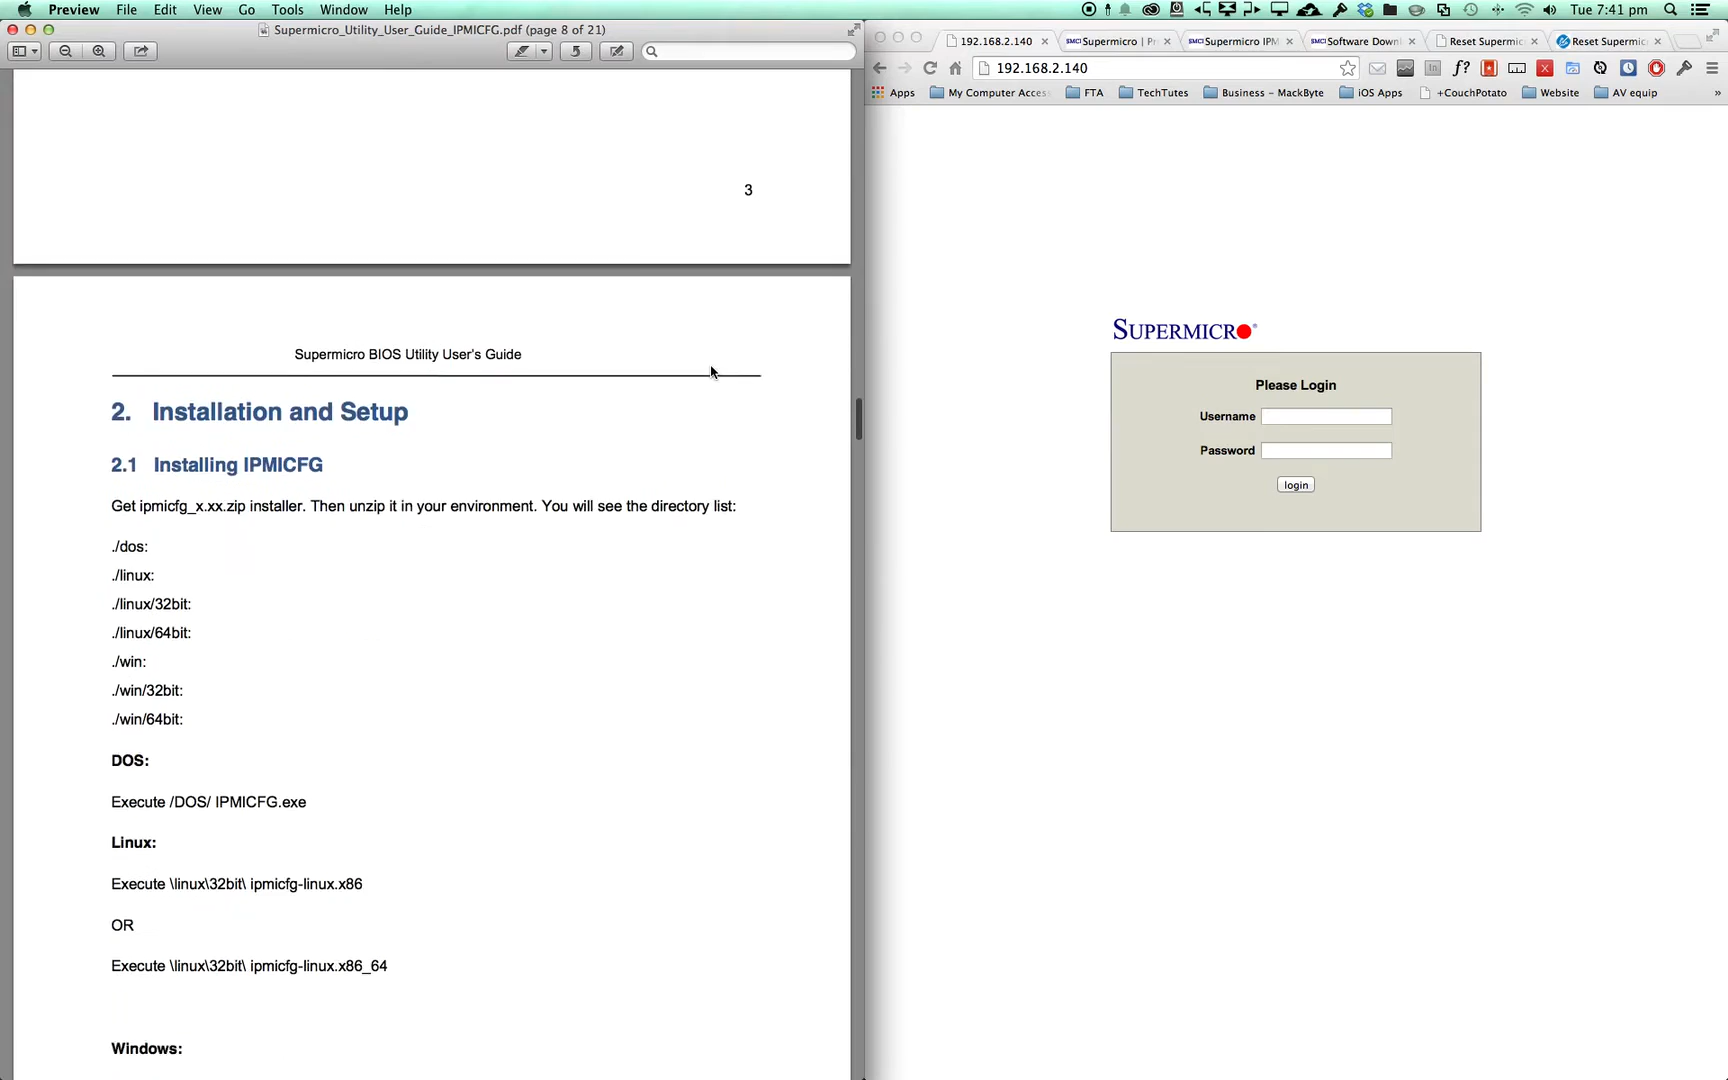 Preview File Edit View Go Tools Window Help
Tue 7:41 pm
Supermicro_Utility_User_Guide_IPMICFG.pdf (page 8 of 21)
3
Supermicro BIOS Utility User's Guide
2. Installation and Setup
2.1 Installing IPMICFG
Get ipmicfg_x.xx.zip installer. Then unzip it in your environment. You will see the directory list:
./dos:
./linux:
./linux/32bit:
./linux/64bit:
./win:
./win/32bit:
./win/64bit:
DOS:
Execute /DOS/ IPMICFG.exe
Linux:
Execute \linux\32bit\ ipmicfg-linux.x86
OR
Execute \linux\32bit\ ipmicfg-linux.x86_64
Windows:
192.168.2.140 SMCI Supermicro | Pr SMCI Supermicro IPM SMCI Software Down Reset Supermic Reset Supermic
192.168.2.140
f?
Apps My Computer Acces FTA TechTutes Business – MackByte iOS Apps +CouchPotato Website AV equip »
SUPERMICRO
Please Login
Username
Password
login